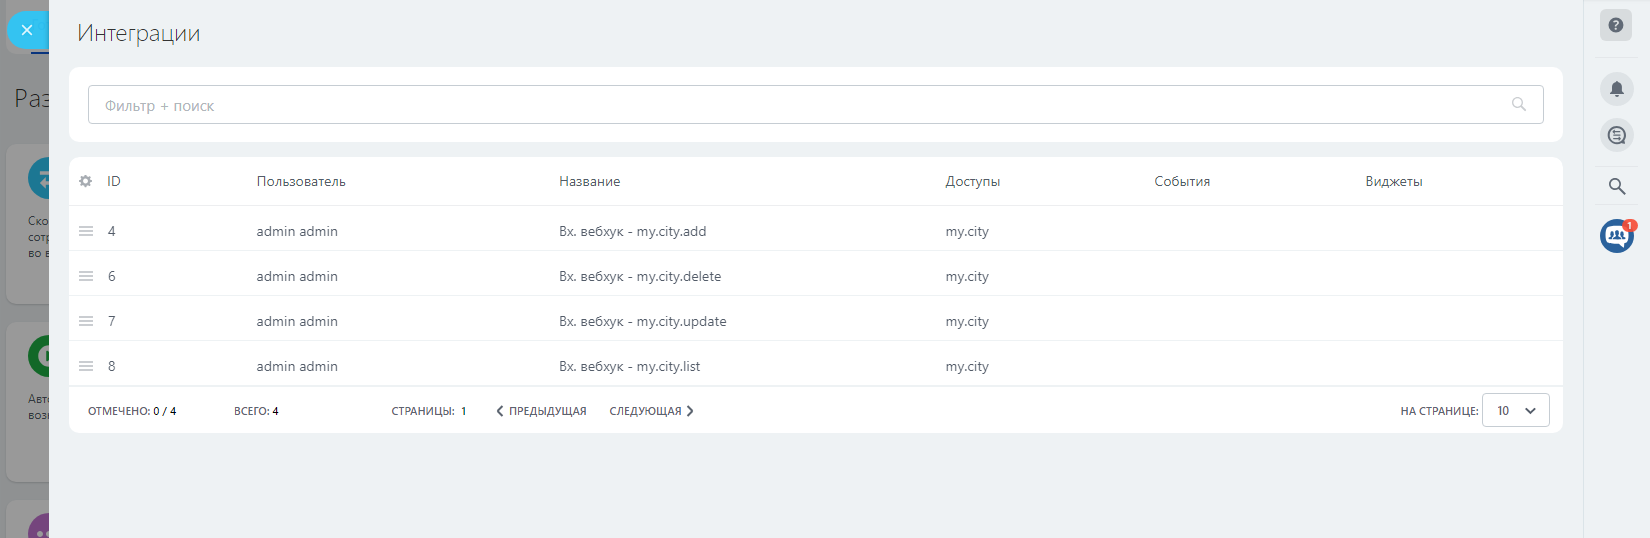 Интеграции
Раз
Фильтр + поиск
ID Пользователь Название Доступы События Виджеты
4 admin admin Вх. вебхук - my.city.add my.city
6 admin admin Вх. вебхук - my.city.delete my.city
7 admin admin Вх. вебхук - my.city.update my.city
8 admin admin Вх. вебхук - my.city.list my.city
ОТМЕЧЕНО: 0 / 4 ВСЕГО: 4 СТРАНИЦЫ: 1 ПРЕДЫДУЩАЯ СЛЕДУЮЩАЯ НА СТРАНИЦЕ: 10
Ско
сотр
во в
Авто
возм
1